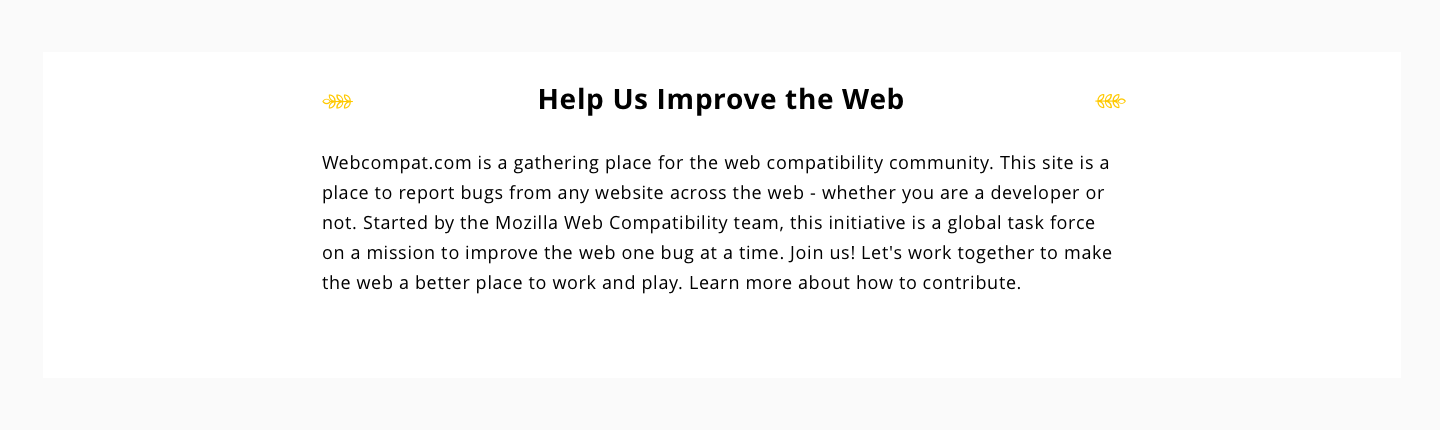 Help Us Improve the Web
Webcompat.com is a gathering place for the web compatibility community. This site is a
place to report bugs from any website across the web - whether you are a developer or
not. Started by the Mozilla Web Compatibility team, this initiative is a global task force
on a mission to improve the web one bug at a time. Join us! Let's work together to make
the web a better place to work and play. Learn more about how to contribute.